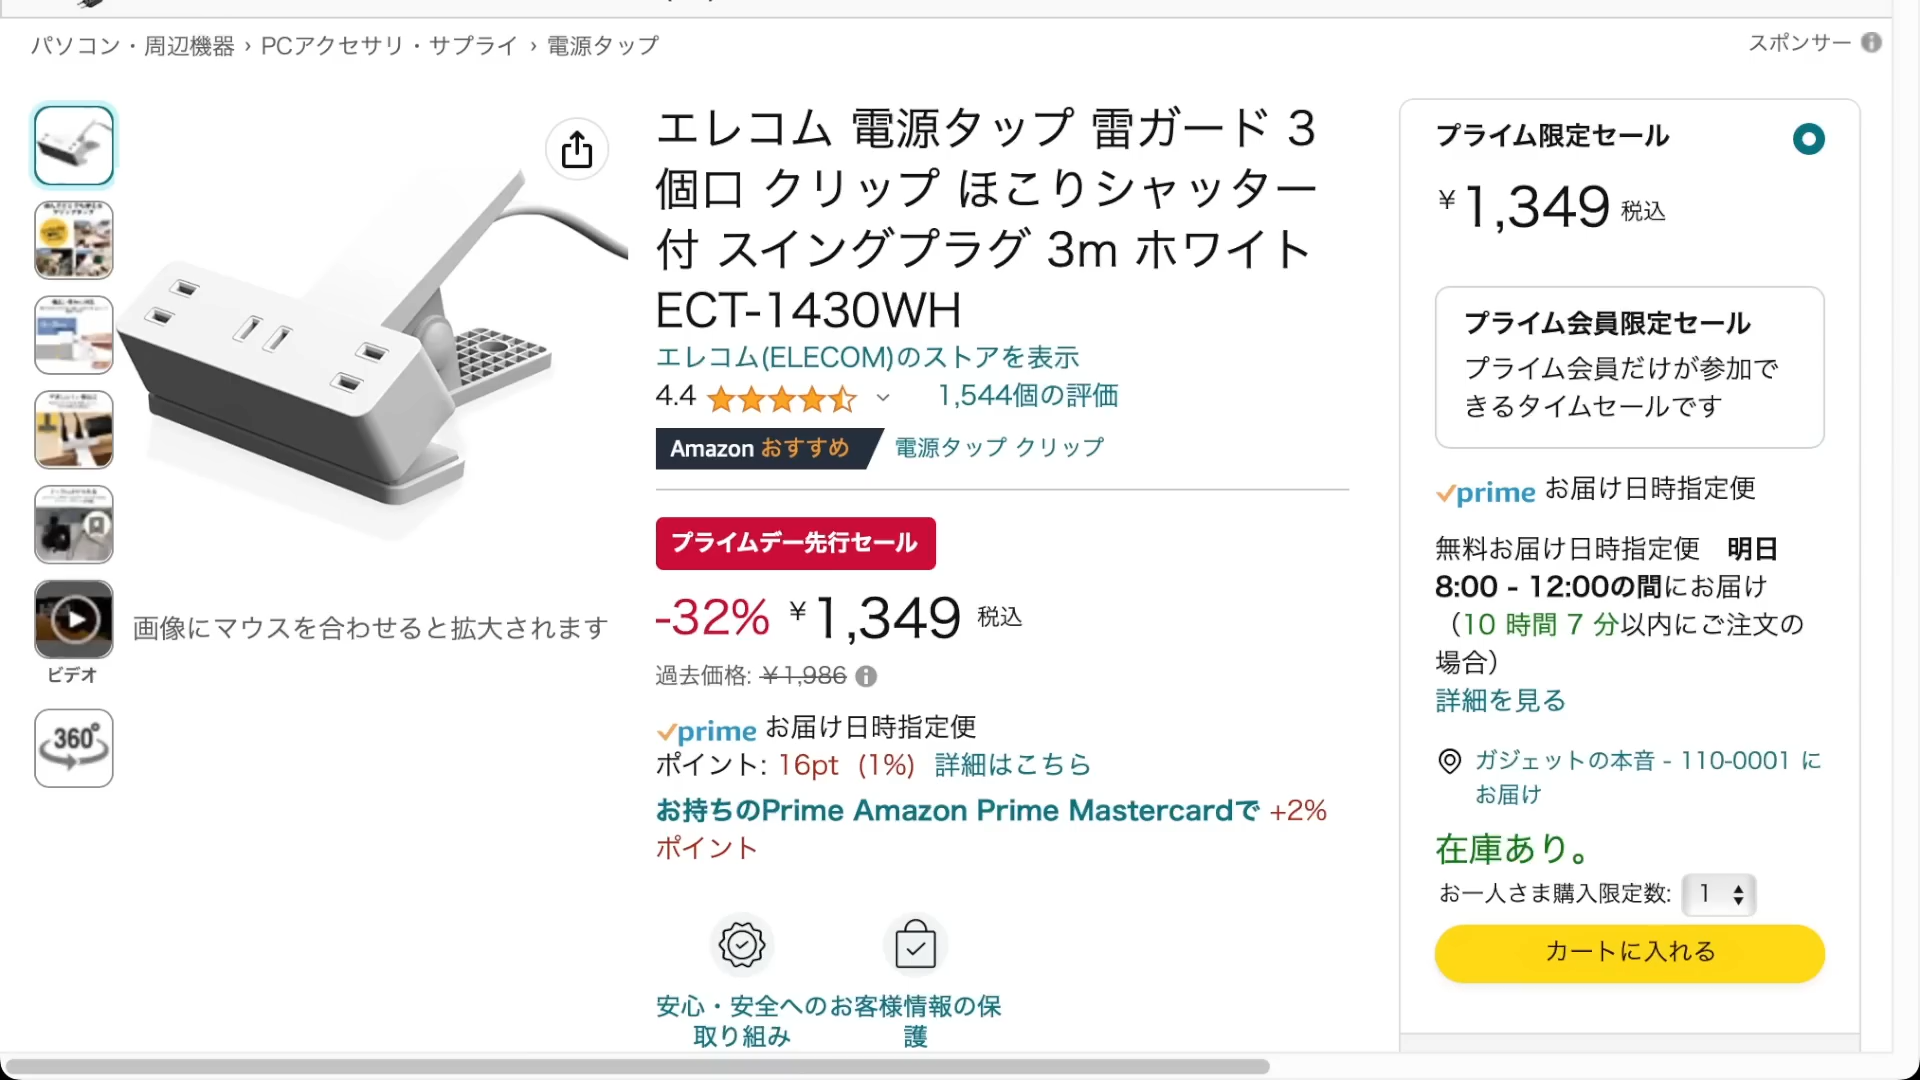 パソコン・周辺機器 › PCアクセサリ・サプライ › 電源タップ
スポンサー
エレコム 電源タップ 雷ガード 3
個口 クリップ ほこりシャッター
付 スイングプラグ 3m ホワイト
ECT-1430WH
エレコム(ELECOM)のストアを表示
4.4
1,544個の評価
Amazon おすすめ
電源タップ クリップ
プライムデー先行セール
-32% ￥1,349 税込
過去価格: ￥1,986
prime お届け日時指定便
ポイント: 16pt (1%) 詳細はこちら
お持ちのPrime Amazon Prime Mastercardで +2%
ポイント
安心・安全への
取り組み
お客様情報の保
護
ビデオ
360°
画像にマウスを合わせると拡大されます
プライム限定セール
￥1,349 税込
プライム会員限定セール
プライム会員だけが参加で
きるタイムセールです
prime お届け日時指定便
無料お届け日時指定便 明日
8:00 - 12:00の間にお届け
（10 時間 7 分以内にご注文の
場合）
詳細を見る
ガジェットの本音 - 110-0001 に
お届け
在庫あり。
お一人さま購入限定数: 1
カートに入れる